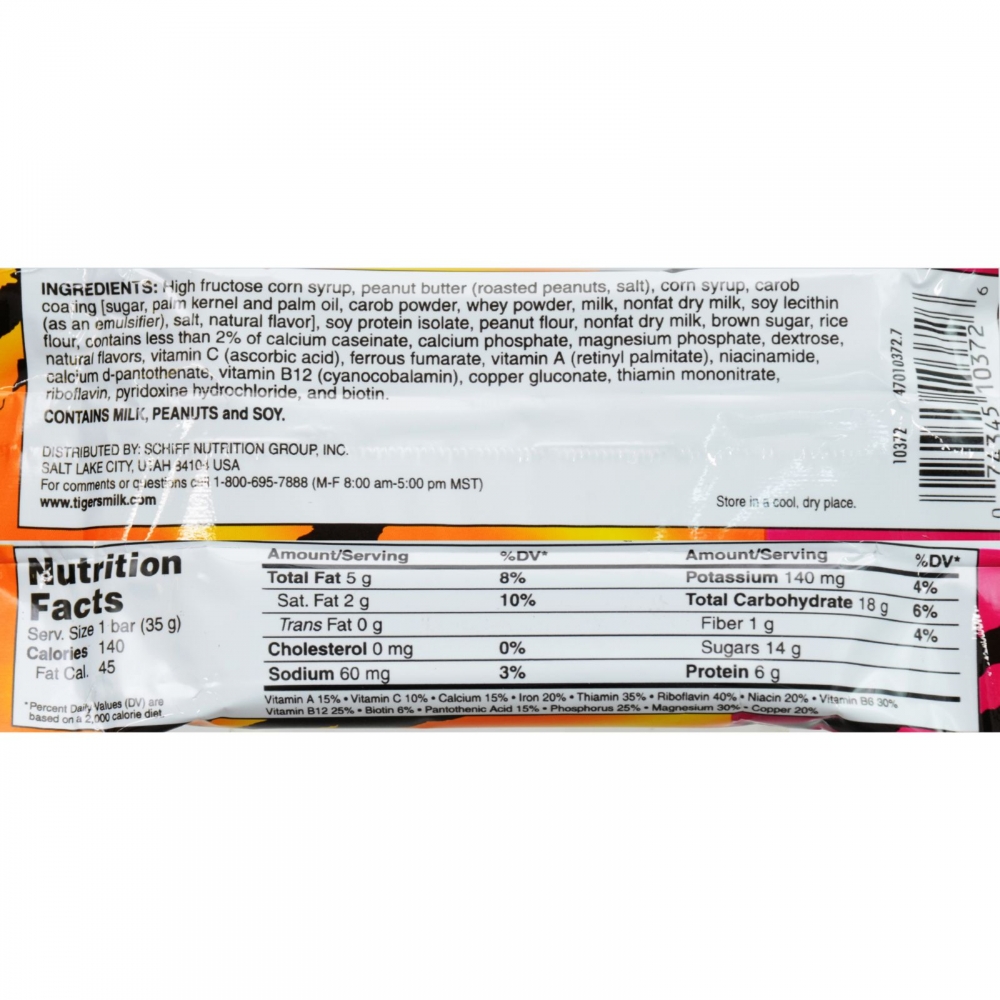 INGREDIENTS: High fructose corn syrup, peanut butter (roasted peanuts, salt), corn syrup, carob
coating [sugar, palm kernel and palm oil, carob powder, whey powder, milk, nonfat dry milk, soy lecithin
(as an emulsifier), salt, natural flavor], soy protein isolate, peanut flour, nonfat dry milk, brown sugar, rice
flour, contains less than 2% of calcium caseinate, calcium phosphate, magnesium phosphate, dextrose,
natural flavors, vitamin C (ascorbic acid), ferrous fumarate, vitamin A (retinyl palmitate), niacinamide,
calcium d-pantothenate, vitamin B12 (cyanocobalamin), copper gluconate, thiamin mononitrate,
riboflavin, pyridoxine hydrochloride, and biotin.
CONTAINS MILK, PEANUTS and SOY.
DISTRIBUTED BY: SCHIFF NUTRITION GROUP, INC.
SALT LAKE CITY, UTAH 84104 USA
For comments or questions call 1-800-695-7888 (M-F 8:00 am-5:00 pm MST)
www.tigersmilk.com
Store in a cool, dry place.
10372 47010372.7
0 74345 10372 6
Nutrition
Facts
Serv. Size 1 bar (35 g)
Calories 140
Fat Cal. 45
*Percent Daily Values (DV) are
based on a 2,000 calorie diet.
Amount/Serving %DV*
Total Fat 5 g 8%
Sat. Fat 2 g 10%
Trans Fat 0 g
Cholesterol 0 mg 0%
Sodium 60 mg 3%
Amount/Serving %DV*
Potassium 140 mg 4%
Total Carbohydrate 18 g 6%
Fiber 1 g 4%
Sugars 14 g
Protein 6 g
Vitamin A 15% • Vitamin C 10% • Calcium 15% • Iron 20% • Thiamin 35% • Riboflavin 40% • Niacin 20% • Vitamin B6 30%
Vitamin B12 25% • Biotin 6% • Pantothenic Acid 15% • Phosphorus 25% • Magnesium 30% • Copper 20%